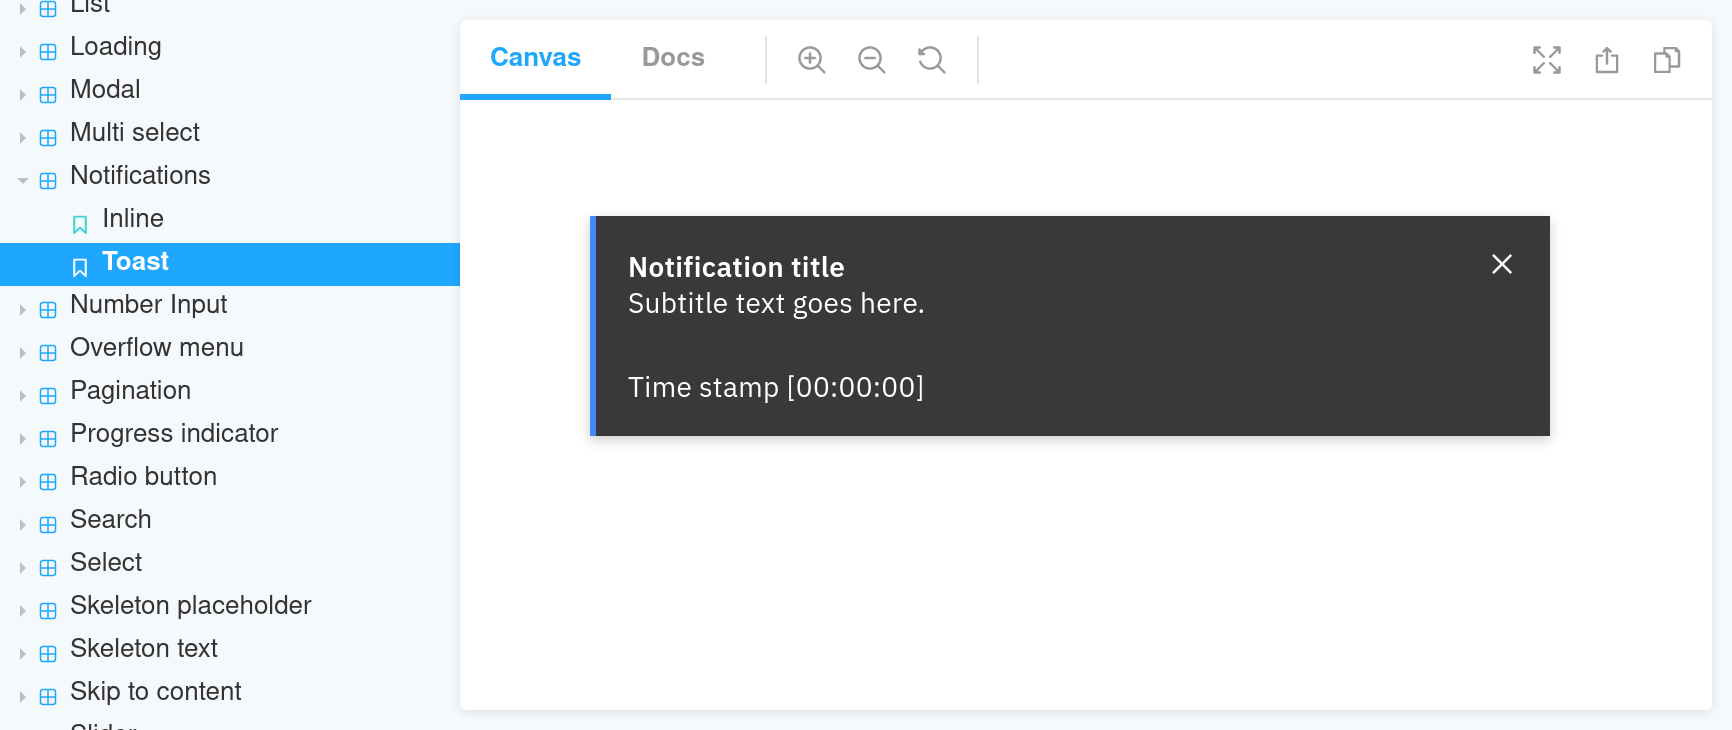 List
Loading
Modal
Multi select
Notifications
Inline
Toast
Number Input
Overflow menu
Pagination
Progress indicator
Radio button
Search
Select
Skeleton placeholder
Skeleton text
Skip to content
Slider
Canvas Docs
Notification title
Subtitle text goes here.
Time stamp [00:00:00]